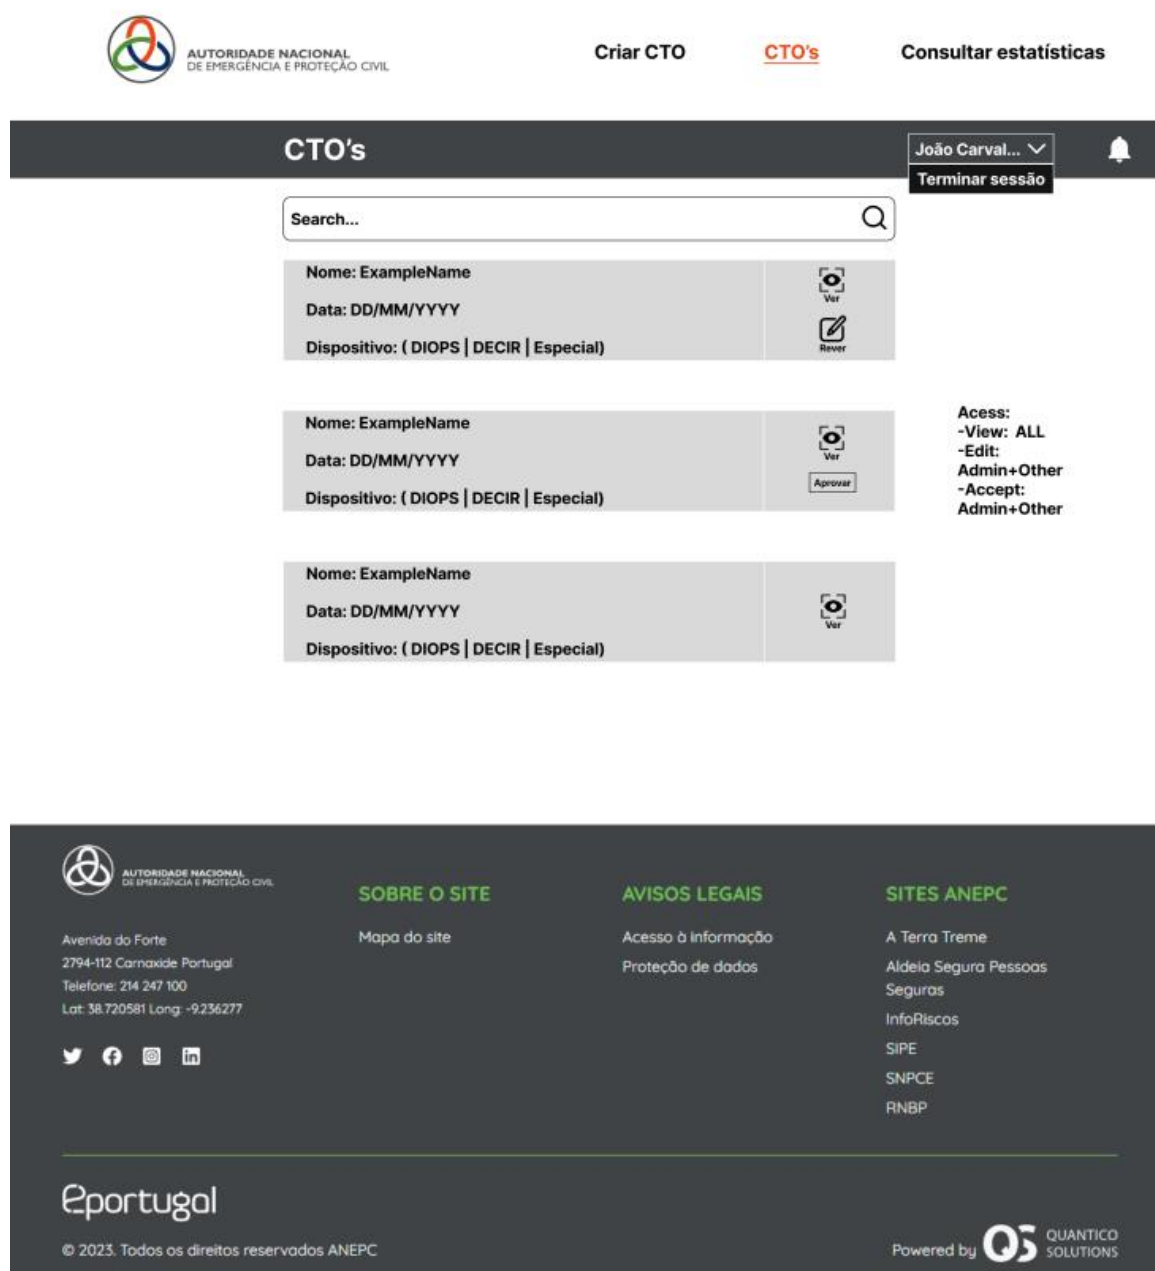 AUTORIDADE NACIONAL
DE EMERGÊNCIA E PROTEÇÃO CIVIL
Criar CTO
CTO's
Consultar estatísticas
CTO's
João Carval...
Terminar sessão
Search...
Nome: ExampleName
Data: DD/MM/YYYY
Dispositivo: ( DIOPS | DECIR | Especial)
Ver
Rever
Nome: ExampleName
Data: DD/MM/YYYY
Dispositivo: ( DIOPS | DECIR | Especial)
Ver
Aprovar
Acess:
-View: ALL
-Edit:
Admin+Other
-Accept:
Admin+Other
Nome: ExampleName
Data: DD/MM/YYYY
Dispositivo: ( DIOPS | DECIR | Especial)
Ver
AUTORIDADE NACIONAL
DE EMERGÊNCIA E PROTEÇÃO CIVIL
Avenida do Forte
2794-112 Carnaxide Portugal
Telefone: 214 247 100
Lat: 38.720581 Long: -9.236277
SOBRE O SITE
Mapa do site
AVISOS LEGAIS
Acesso à informação
Proteção de dados
SITES ANEPC
A Terra Treme
Aldeia Segura Pessoas
Seguras
InfoRiscos
SIPE
SNPCE
RNBP
eportugal
© 2023. Todos os direitos reservados ANEPC
Powered by QS QUANTICO
SOLUTIONS